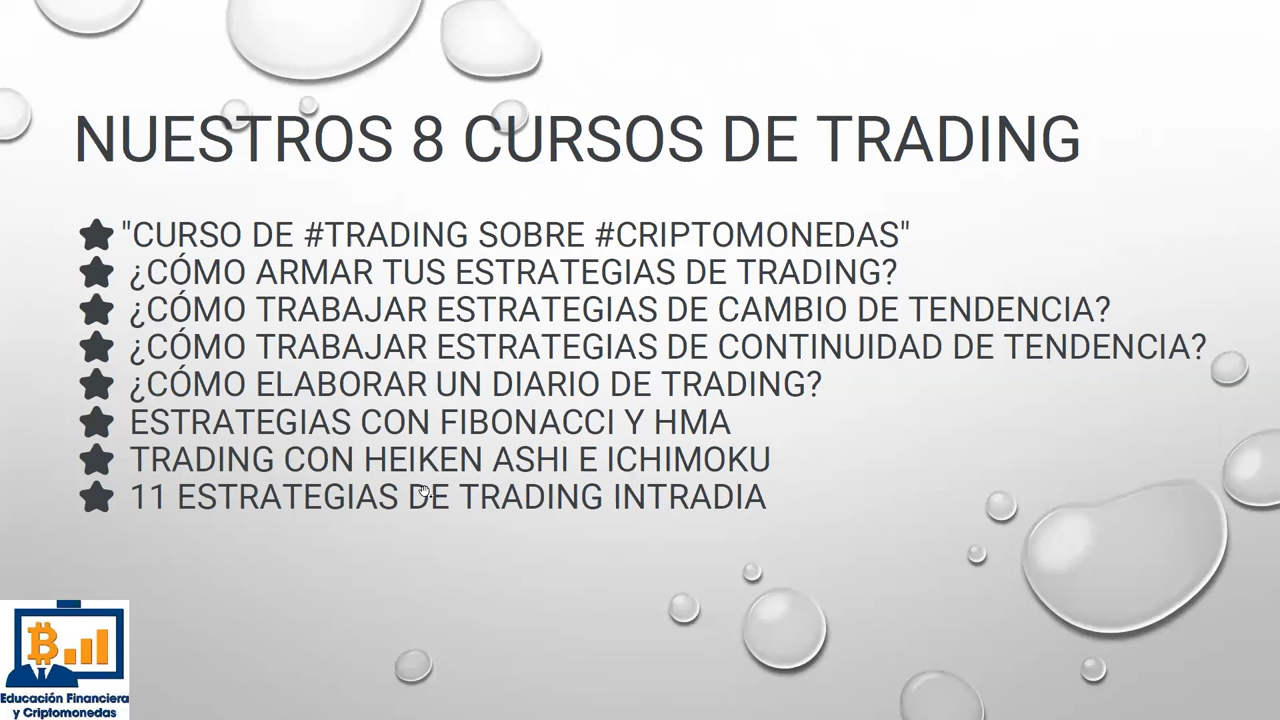 NUESTROS 8 CURSOS DE TRADING
"CURSO DE #TRADING SOBRE #CRIPTOMONEDAS"
¿CÓMO ARMAR TUS ESTRATEGIAS DE TRADING?
¿CÓMO TRABAJAR ESTRATEGIAS DE CAMBIO DE TENDENCIA?
¿CÓMO TRABAJAR ESTRATEGIAS DE CONTINUIDAD DE TENDENCIA?
¿CÓMO ELABORAR UN DIARIO DE TRADING?
ESTRATEGIAS CON FIBONACCI Y HMA
TRADING CON HEIKEN ASHI E ICHIMOKU
11 ESTRATEGIAS DE TRADING INTRADIA
Educación Financiera
y Criptomonedas